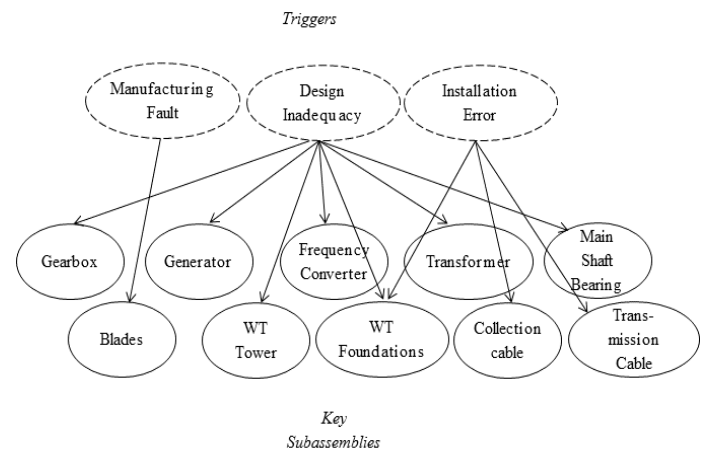 Triggers
Manufacturing
Fault
Design
Inadequacy
Installation
Error
Gearbox
Generator
Frequency
Converter
Transformer
Main
Shaft
Bearing
Blades
WT
Tower
WT
Foundations
Collection
cable
Trans-
mission
Cable
Key
Subassemblies